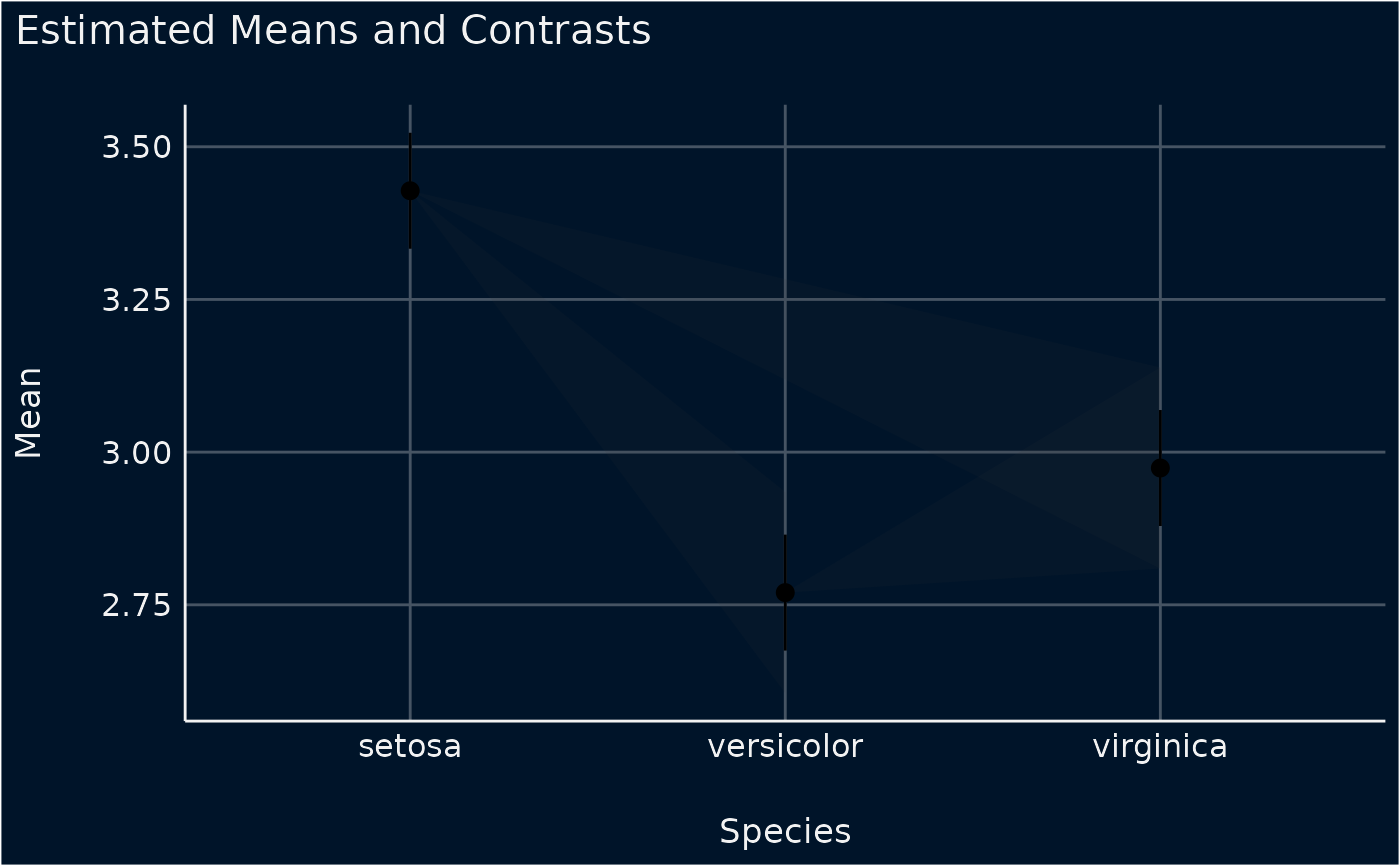 Estimated Means and Contrasts
3.50
3.25
3.00
2.75
Mean
setosa
versicolor
virginica
Species